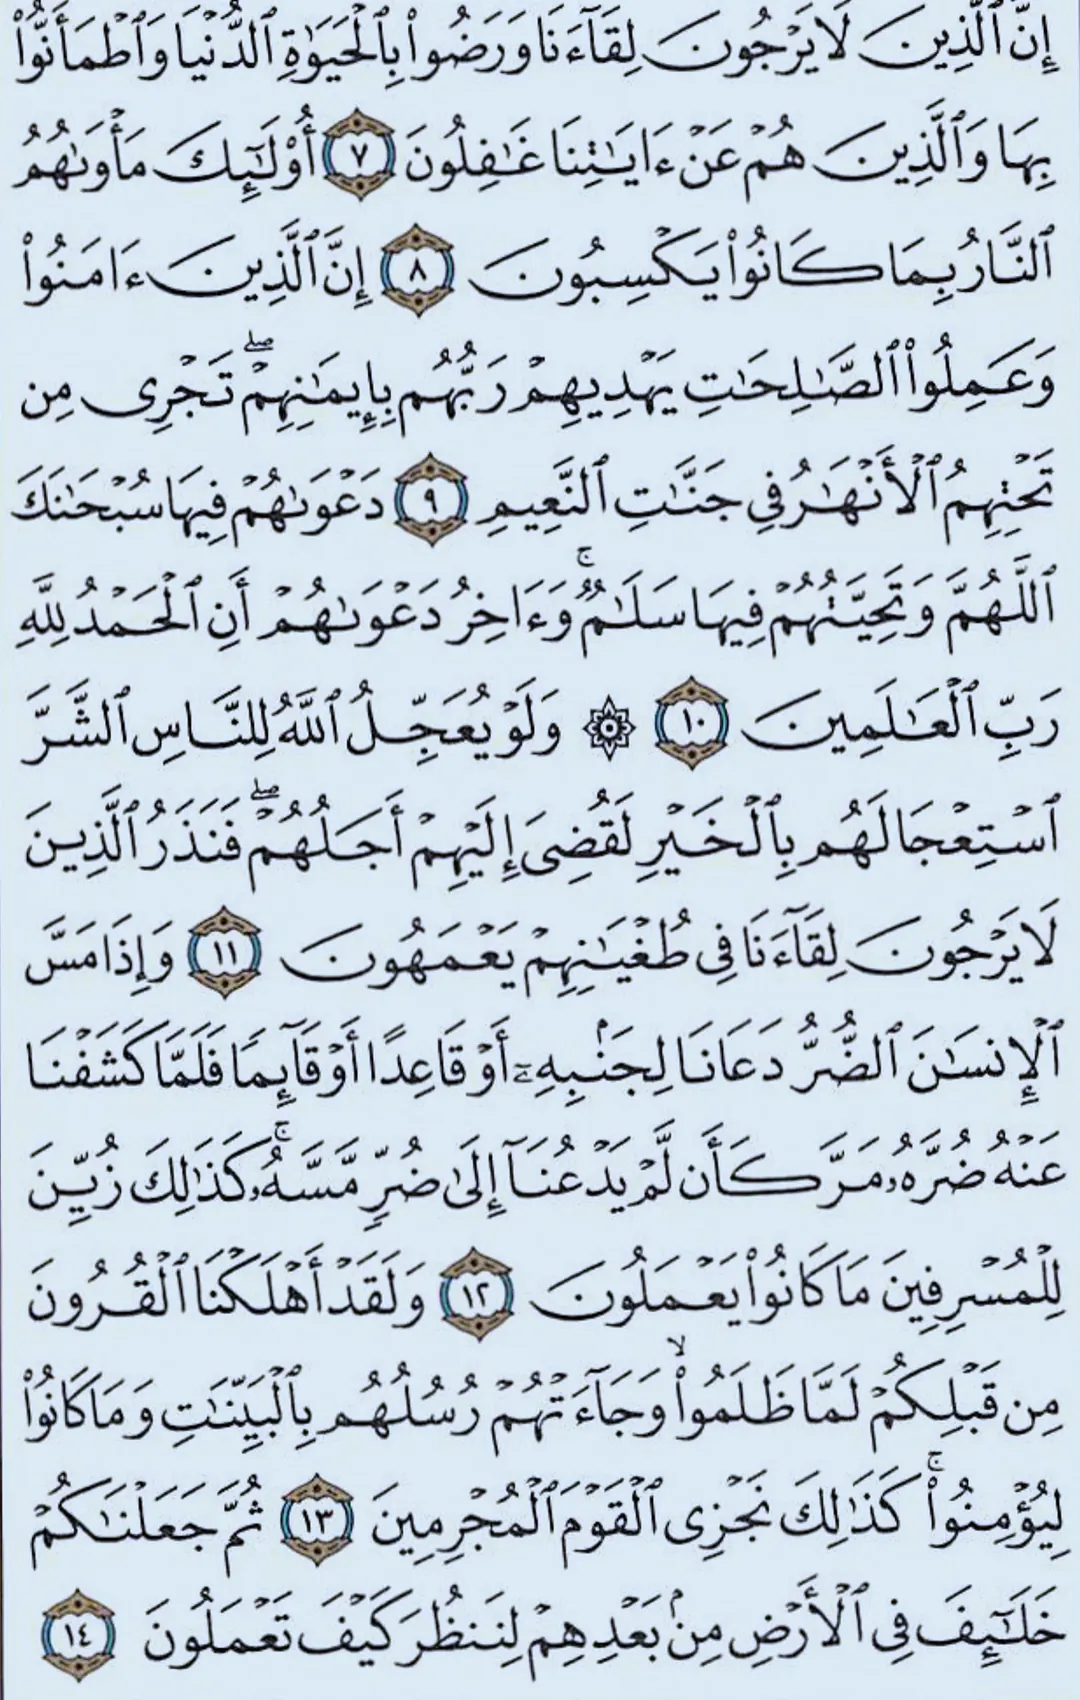 إِنَّ ٱلَّذِينَ لَا يَرْجُونَ لِقَآءَنَا وَرَضُوا۟ بِٱلْحَيَوٰةِ ٱلدُّنْيَا وَٱطْمَأَنُّوا۟
بِهَا وَٱلَّذِينَ هُمْ عَنْ ءَايَـٰتِنَا غَـٰفِلُونَ ٧ أُو۟لَـٰٓئِكَ مَأْوَىٰهُمُ
ٱلنَّارُ بِمَا كَانُوا۟ يَكْسِبُونَ ٨ إِنَّ ٱلَّذِينَ ءَامَنُوا۟
وَعَمِلُوا۟ ٱلصَّـٰلِحَـٰتِ يَهْدِيهِمْ رَبُّهُم بِإِيمَـٰنِهِمْ ۖ تَجْرِى مِن
تَحْتِهِمُ ٱلْأَنْهَـٰرُ فِى جَنَّـٰتِ ٱلنَّعِيمِ ٩ دَعْوَىٰهُمْ فِيهَا سُبْحَـٰنَكَ
ٱللَّهُمَّ وَتَحِيَّتُهُمْ فِيهَا سَلَـٰمٌ ۚ وَءَاخِرُ دَعْوَىٰهُمْ أَنِ ٱلْحَمْدُ لِلَّهِ
رَبِّ ٱلْعَـٰلَمِينَ ١٠ ۞ وَلَوْ يُعَجِّلُ ٱللَّهُ لِلنَّاسِ ٱلشَّرَّ
ٱسْتِعْجَالَهُم بِٱلْخَيْرِ لَقُضِىَ إِلَيْهِمْ أَجَلُهُمْ ۖ فَنَذَرُ ٱلَّذِينَ
لَا يَرْجُونَ لِقَآءَنَا فِى طُغْيَـٰنِهِمْ يَعْمَهُونَ ١١ وَإِذَا مَسَّ
ٱلْإِنسَـٰنَ ٱلضُّرُّ دَعَانَا لِجَنۢبِهِۦٓ أَوْ قَاعِدًا أَوْ قَآئِمًا فَلَمَّا كَشَفْنَا
عَنْهُ ضُرَّهُۥ مَرَّ كَأَن لَّمْ يَدْعُنَآ إِلَىٰ ضُرٍّ مَّسَّهُۥ ۚ كَذَٰلِكَ زُيِّنَ
لِلْمُسْرِفِينَ مَا كَانُوا۟ يَعْمَلُونَ ١٢ وَلَقَدْ أَهْلَكْنَا ٱلْقُرُونَ
مِن قَبْلِكُمْ لَمَّا ظَلَمُوا۟ ۙ وَجَآءَتْهُمْ رُسُلُهُم بِٱلْبَيِّنَـٰتِ وَمَا كَانُوا۟
لِيُؤْمِنُوا۟ ۚ كَذَٰلِكَ نَجْزِى ٱلْقَوْمَ ٱلْمُجْرِمِينَ ١٣ ثُمَّ جَعَلْنَـٰكُمْ
خَلَـٰٓئِفَ فِى ٱلْأَرْضِ مِنۢ بَعْدِهِمْ لِنَنظُرَ كَيْفَ تَعْمَلُونَ ١٤